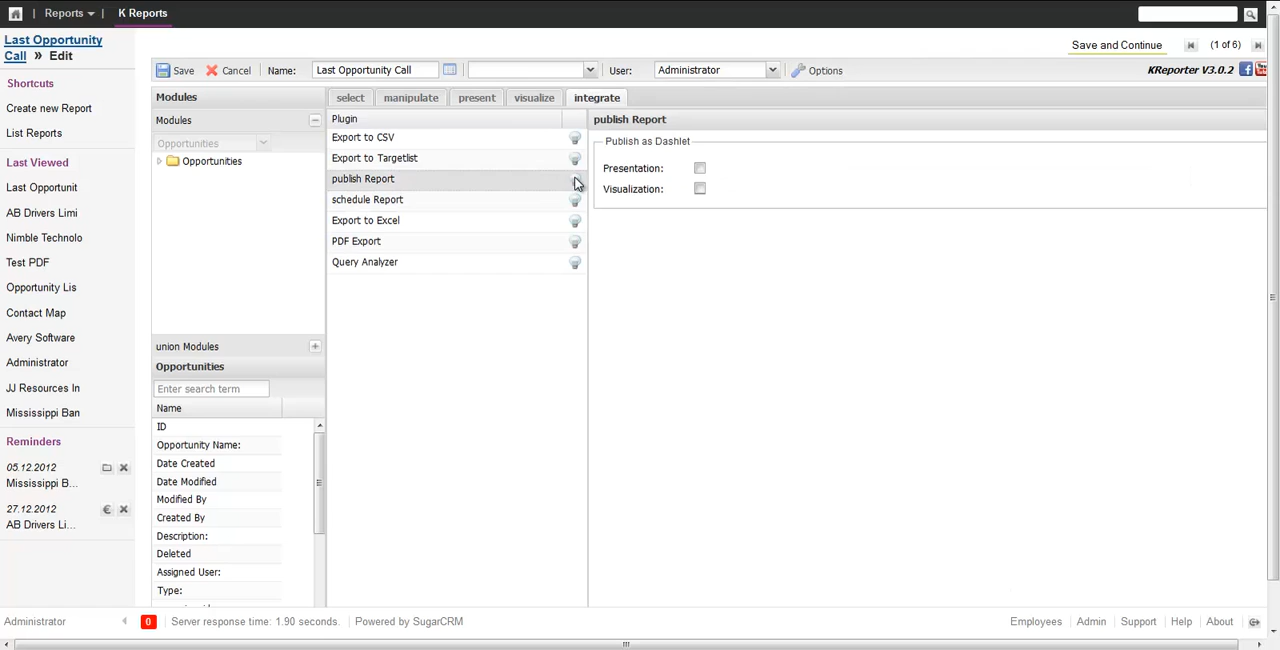 Reports
K Reports
Last Opportunity
Call » Edit
Save and Continue
(1 of 6)
Save
Cancel
Name:
Last Opportunity Call
User:
Administrator
Options
KReporter V3.0.2
Shortcuts
Create new Report
List Reports
Last Viewed
Last Opportunit
AB Drivers Limi
Nimble Technolo
Test PDF
Opportunity Lis
Contact Map
Avery Software
Administrator
JJ Resources In
Mississippi Ban
Reminders
05.12.2012
Mississippi B...
27.12.2012
AB Drivers Li...
Modules
Modules
Opportunities
Opportunities
union Modules
Opportunities
Enter search term
Name
ID
Opportunity Name:
Date Created
Date Modified
Modified By
Created By
Description:
Deleted
Assigned User:
Type:
select
manipulate
present
visualize
integrate
Plugin
Export to CSV
Export to Targetlist
publish Report
schedule Report
Export to Excel
PDF Export
Query Analyzer
publish Report
Publish as Dashlet
Presentation:
Visualization:
Administrator
0
Server response time: 1.90 seconds.
Powered by SugarCRM
Employees
Admin
Support
Help
About